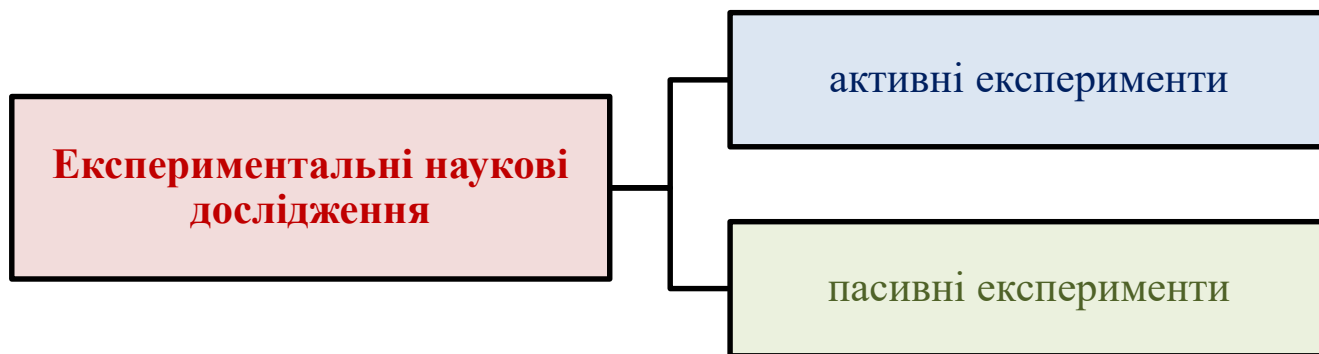 Експериментальні наукові
дослідження
активні експерименти
пасивні експерименти